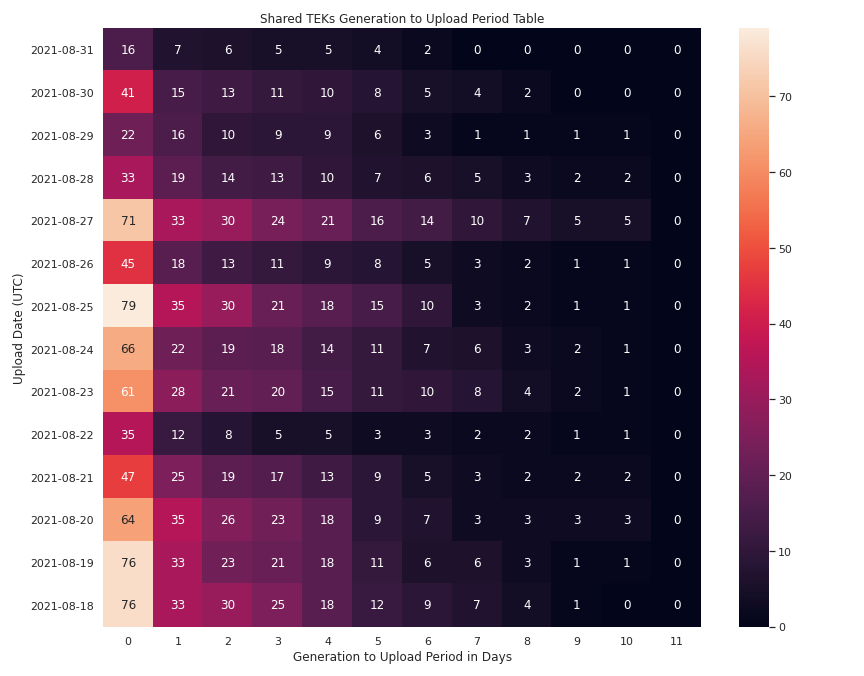 Shared TEKs Generation to Upload Period Table
Upload Date (UTC)
2021-08-31 16 7 6 5 5 4 2 0 0 0 0 0
2021-08-30 41 15 13 11 10 8 5 4 2 0 0 0
2021-08-29 22 16 10 9 9 6 3 1 1 1 1 0
2021-08-28 33 19 14 13 10 7 6 5 3 2 2 0
2021-08-27 71 33 30 24 21 16 14 10 7 5 5 0
2021-08-26 45 18 13 11 9 8 5 3 2 1 1 0
2021-08-25 79 35 30 21 18 15 10 3 2 1 1 0
2021-08-24 66 22 19 18 14 11 7 6 3 2 1 0
2021-08-23 61 28 21 20 15 11 10 8 4 2 1 0
2021-08-22 35 12 8 5 5 3 3 2 2 1 1 0
2021-08-21 47 25 19 17 13 9 5 3 2 2 2 0
2021-08-20 64 35 26 23 18 9 7 3 3 3 3 0
2021-08-19 76 33 23 21 18 11 6 6 3 1 1 0
2021-08-18 76 33 30 25 18 12 9 7 4 1 0 0
0 1 2 3 4 5 6 7 8 9 10 11
Generation to Upload Period in Days
70
60
50
40
30
20
10
0